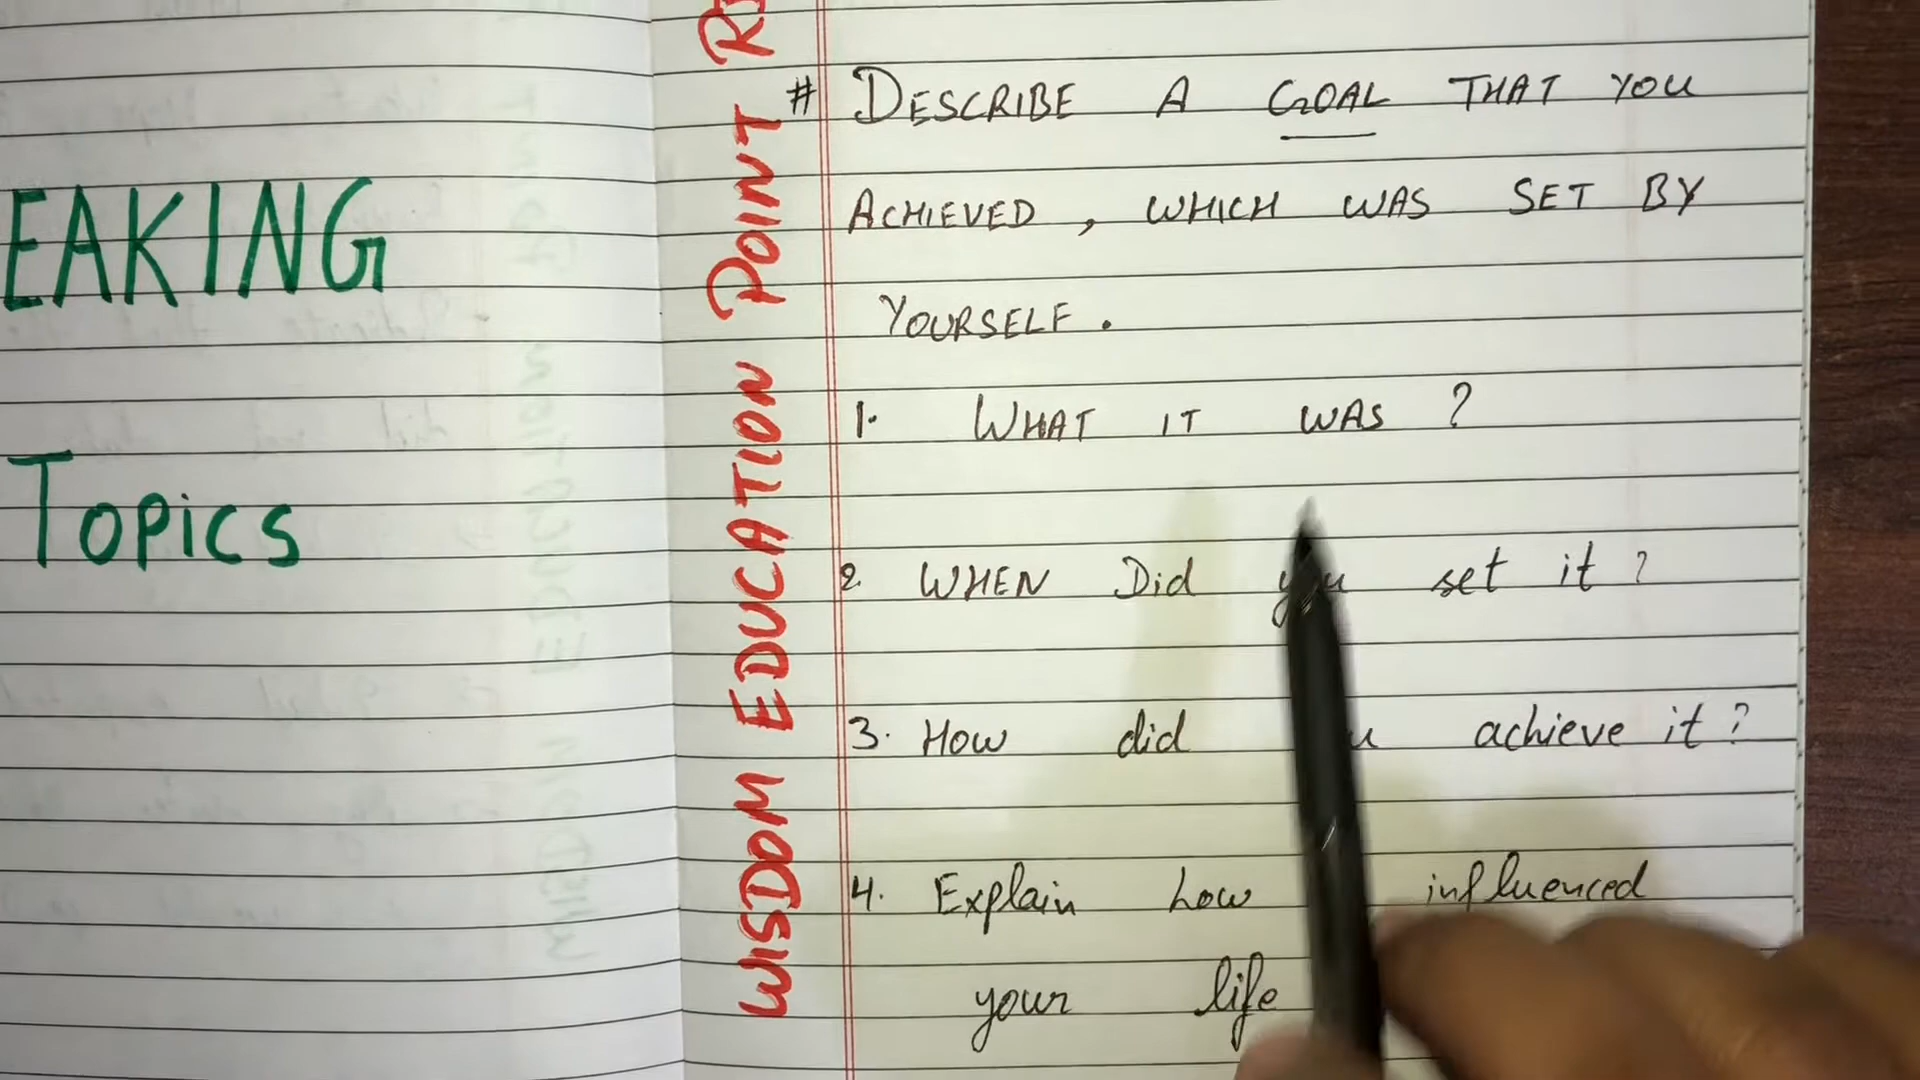 EAKING
Topics
WISDOM EDUCATION POINT
# DESCRIBE A GOAL THAT YOU
ACHIEVED, WHICH WAS SET BY
YOURSELF.
1. WHAT IT WAS ?
2. WHEN Did you set it ?
3. How did achieve it ?
4. Explain how influenced
your life